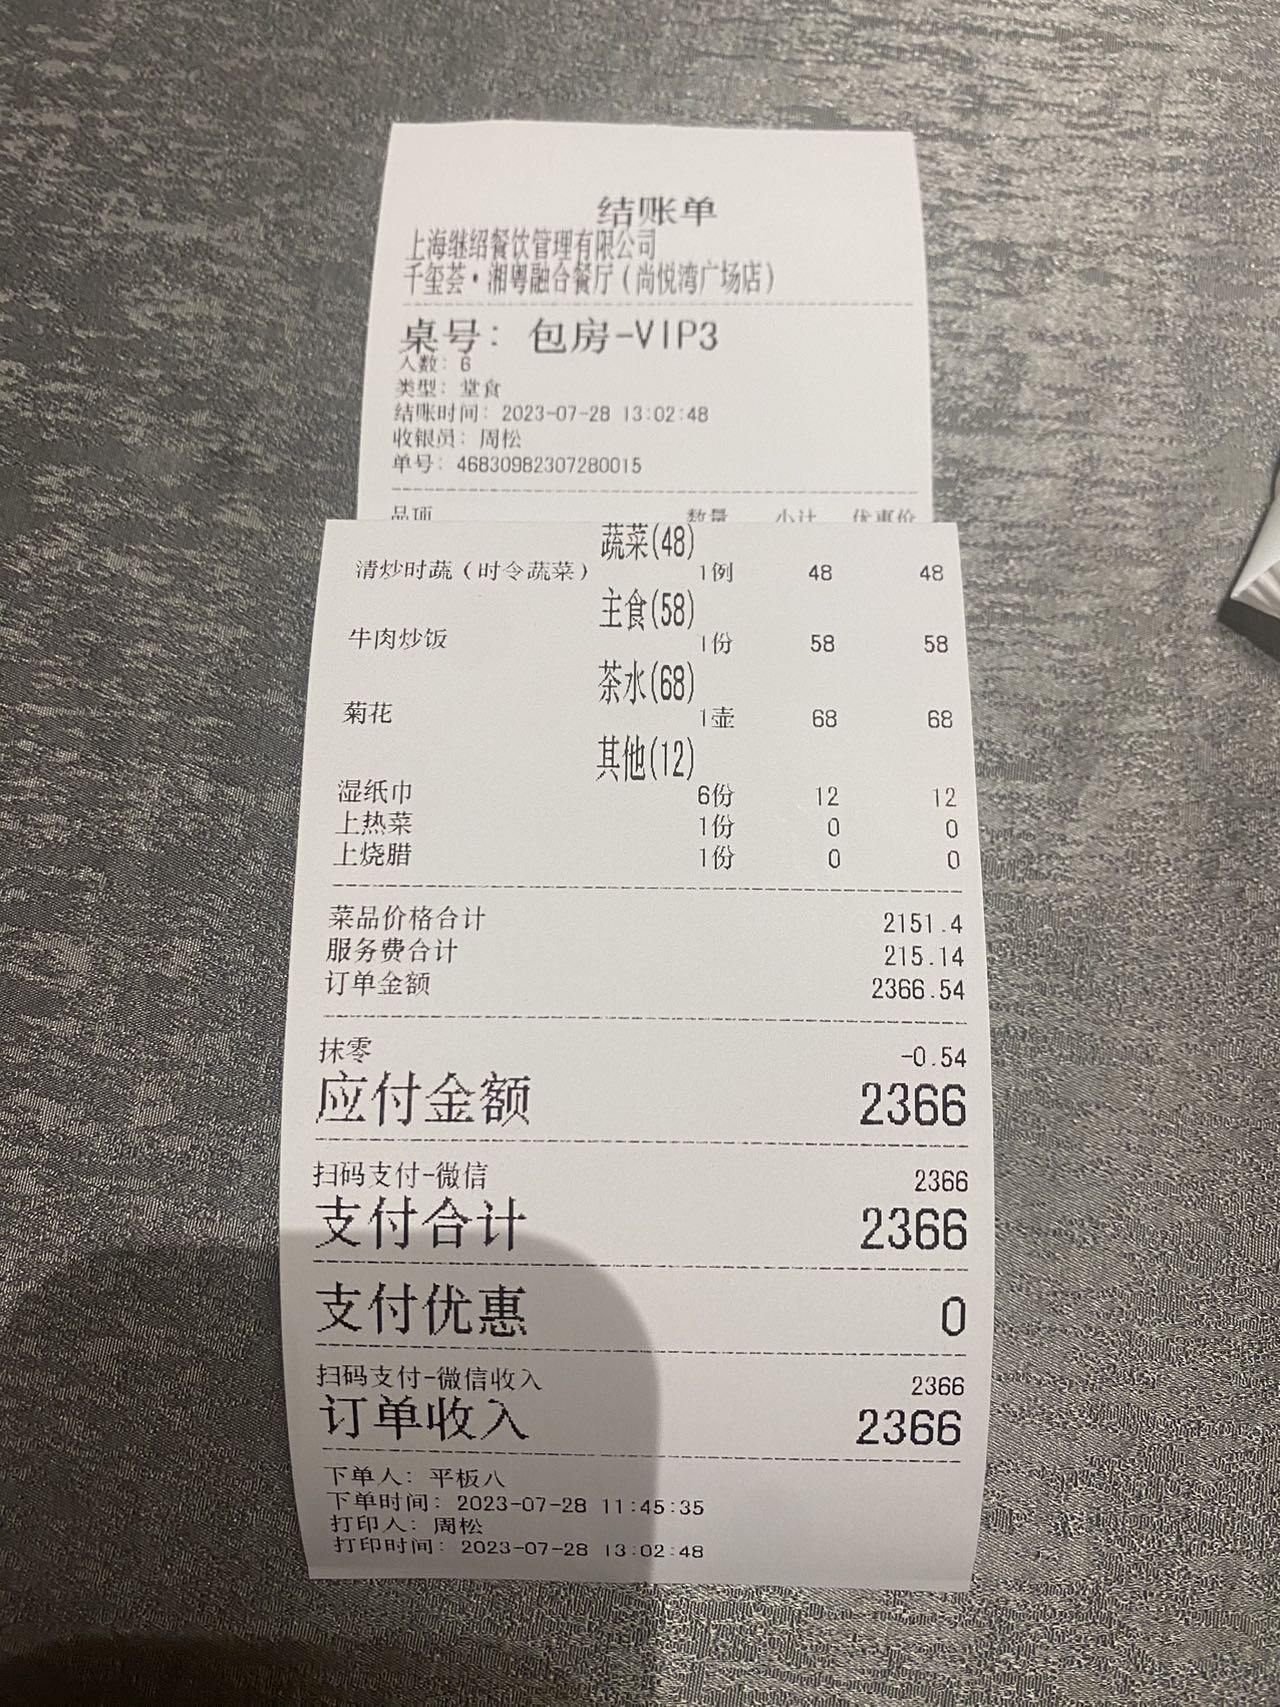 结账单
上海继绍餐饮管理有限公司
千玺荟·湘粤融合餐厅(尚悦湾广场店)
桌号: 包房-VIP3
人数: 6
类型: 堂食
结账时间: 2023-07-28 13:02:48
收银员: 周松
单号: 46830982307280015
品项 数量 小计 优惠价
蔬菜(48)
清炒时蔬(时令蔬菜) 1例 48 48
主食(58)
牛肉炒饭 1份 58 58
茶水(68)
菊花 1壶 68 68
其他(12)
湿纸巾 6份 12 12
上热菜 1份 0 0
上烧腊 1份 0 0
菜品价格合计 2151.4
服务费合计 215.14
订单金额 2366.54
抹零 -0.54
应付金额 2366
扫码支付-微信 2366
支付合计 2366
支付优惠 0
扫码支付-微信收入 2366
订单收入 2366
下单人: 平板八
下单时间: 2023-07-28 11:45:35
打印人: 周松
打印时间: 2023-07-28 13:02:48